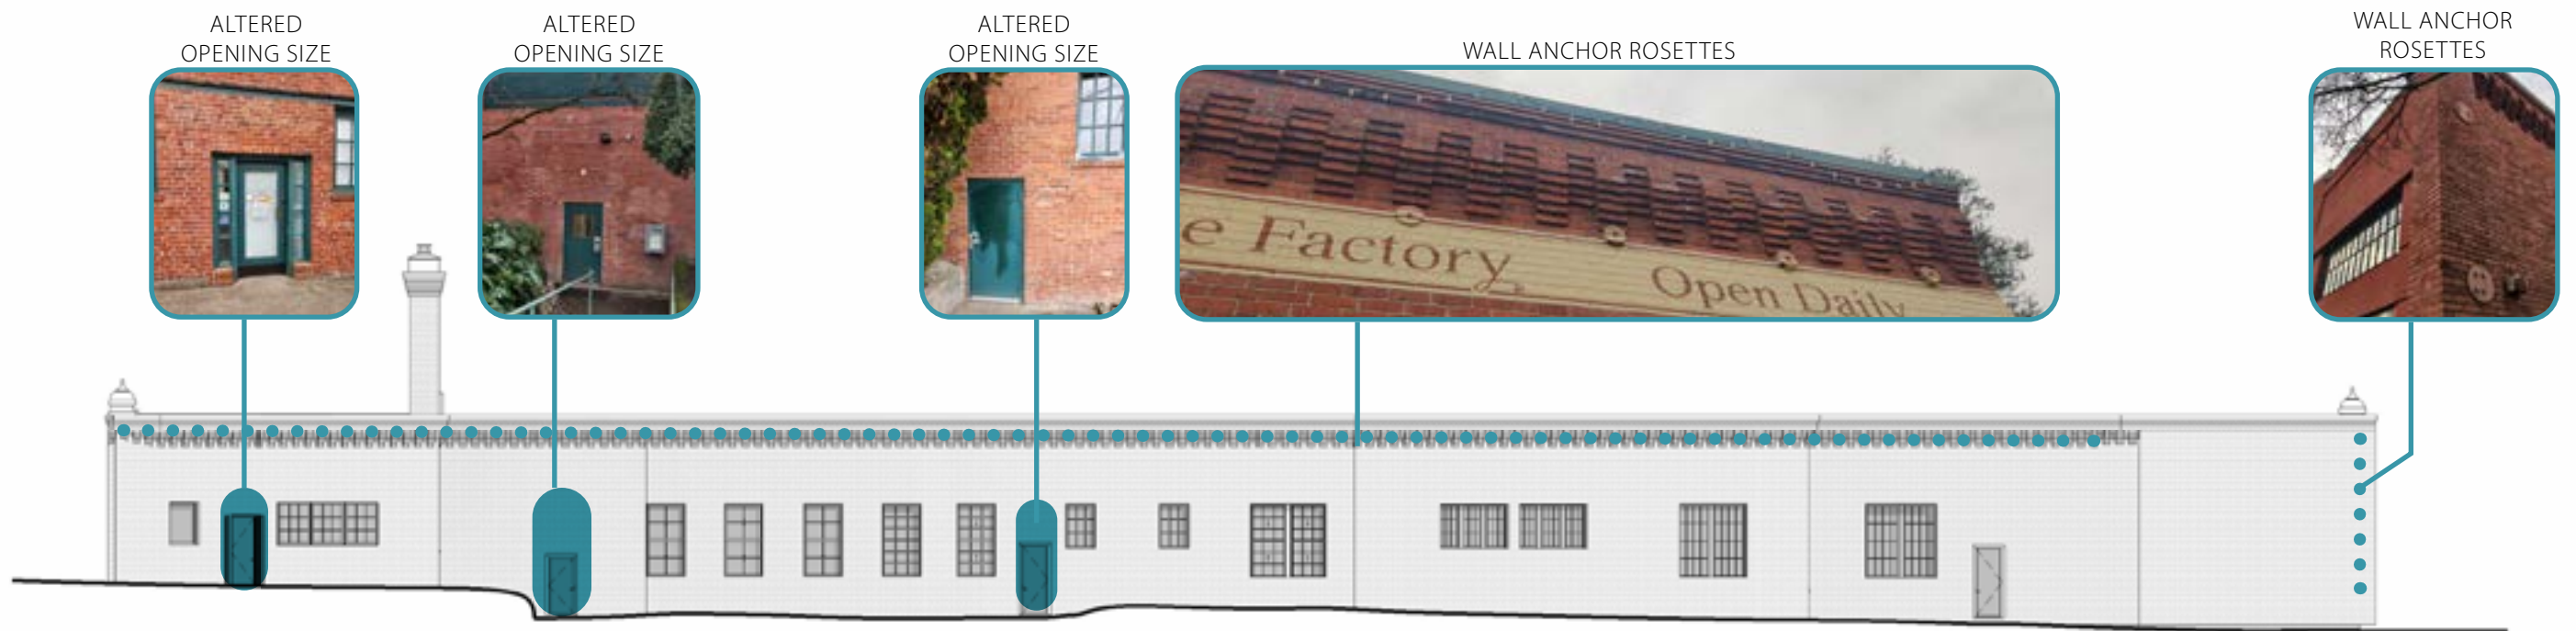 ALTERED
OPENING SIZE
ALTERED
OPENING SIZE
ALTERED
OPENING SIZE
WALL ANCHOR ROSETTES
WALL ANCHOR
ROSETTES
e Factory
Open Daily